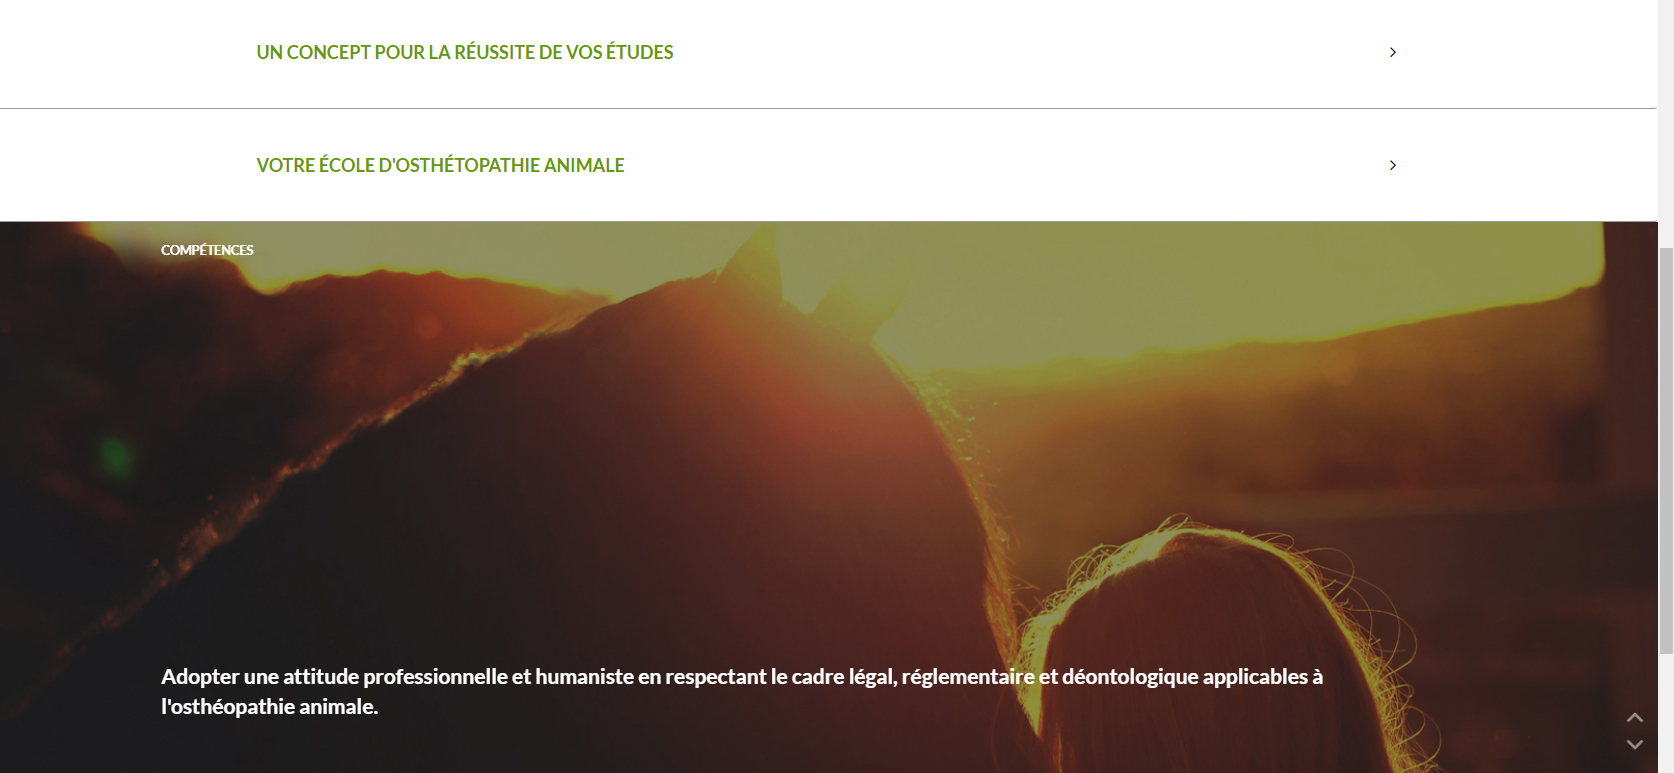 UN CONCEPT POUR LA RÉUSSITE DE VOS ÉTUDES
VOTRE ÉCOLE D'OSTHÉTOPATHIE ANIMALE
COMPÉTENCES
Adopter une attitude professionnelle et humaniste en respectant le cadre légal, réglementaire et déontologique applicables à
l'osthéopathie animale.